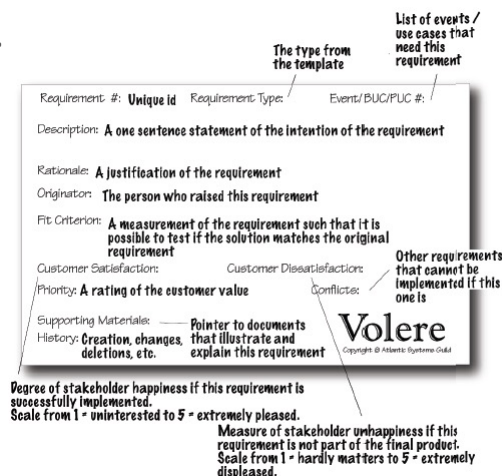 List of events /
use cases that
need this
requirement
The type from
the template
Requirement #: Unique id Requirement Type: Event/BUC/PUC #:
Description: A one sentence statement of the intention of the requirement
Rationale: A justification of the requirement
Originator: The person who raised this requirement
Fit Criterion: A measurement of the requirement such that it is
possible to test if the solution matches the original
requirement
Other requirements
that cannot be
implemented if this
one is
Customer Satisfaction: Customer Dissatisfaction:
Priority: A rating of the customer value Conflicts:
Supporting Materials: Pointer to documents
that illustrate and
explain this requirement
History: Creation, changes,
deletions, etc.
Volere
Copyright © Atlantic Systems Guild
Degree of stakeholder happiness if this requirement is
successfully implemented.
Scale from 1 = uninterested to 5 = extremely pleased.
Measure of stakeholder unhappiness if this
requirement is not part of the final product.
Scale from 1 = hardly matters to 5 = extremely
displeased.